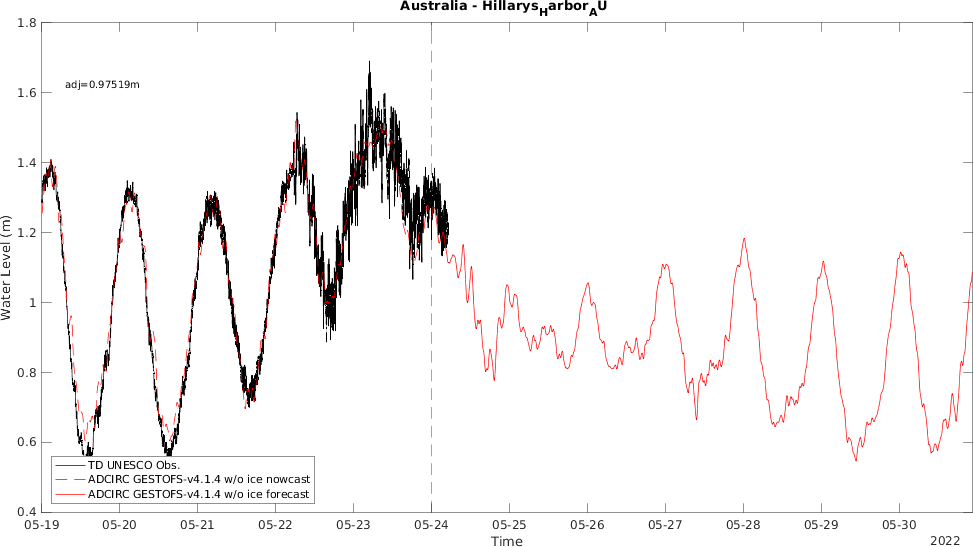 Australia - HillarysHarborAU
adj=0.97519m
Water Level (m)
1.8
1.6
1.4
1.2
1
0.8
0.6
0.4
TD UNESCO Obs.
ADCIRC GESTOFS-v4.1.4 w/o ice nowcast
ADCIRC GESTOFS-v4.1.4 w/o ice forecast
05-19 05-20 05-21 05-22 05-23 05-24 05-25 05-26 05-27 05-28 05-29 05-30
Time
2022